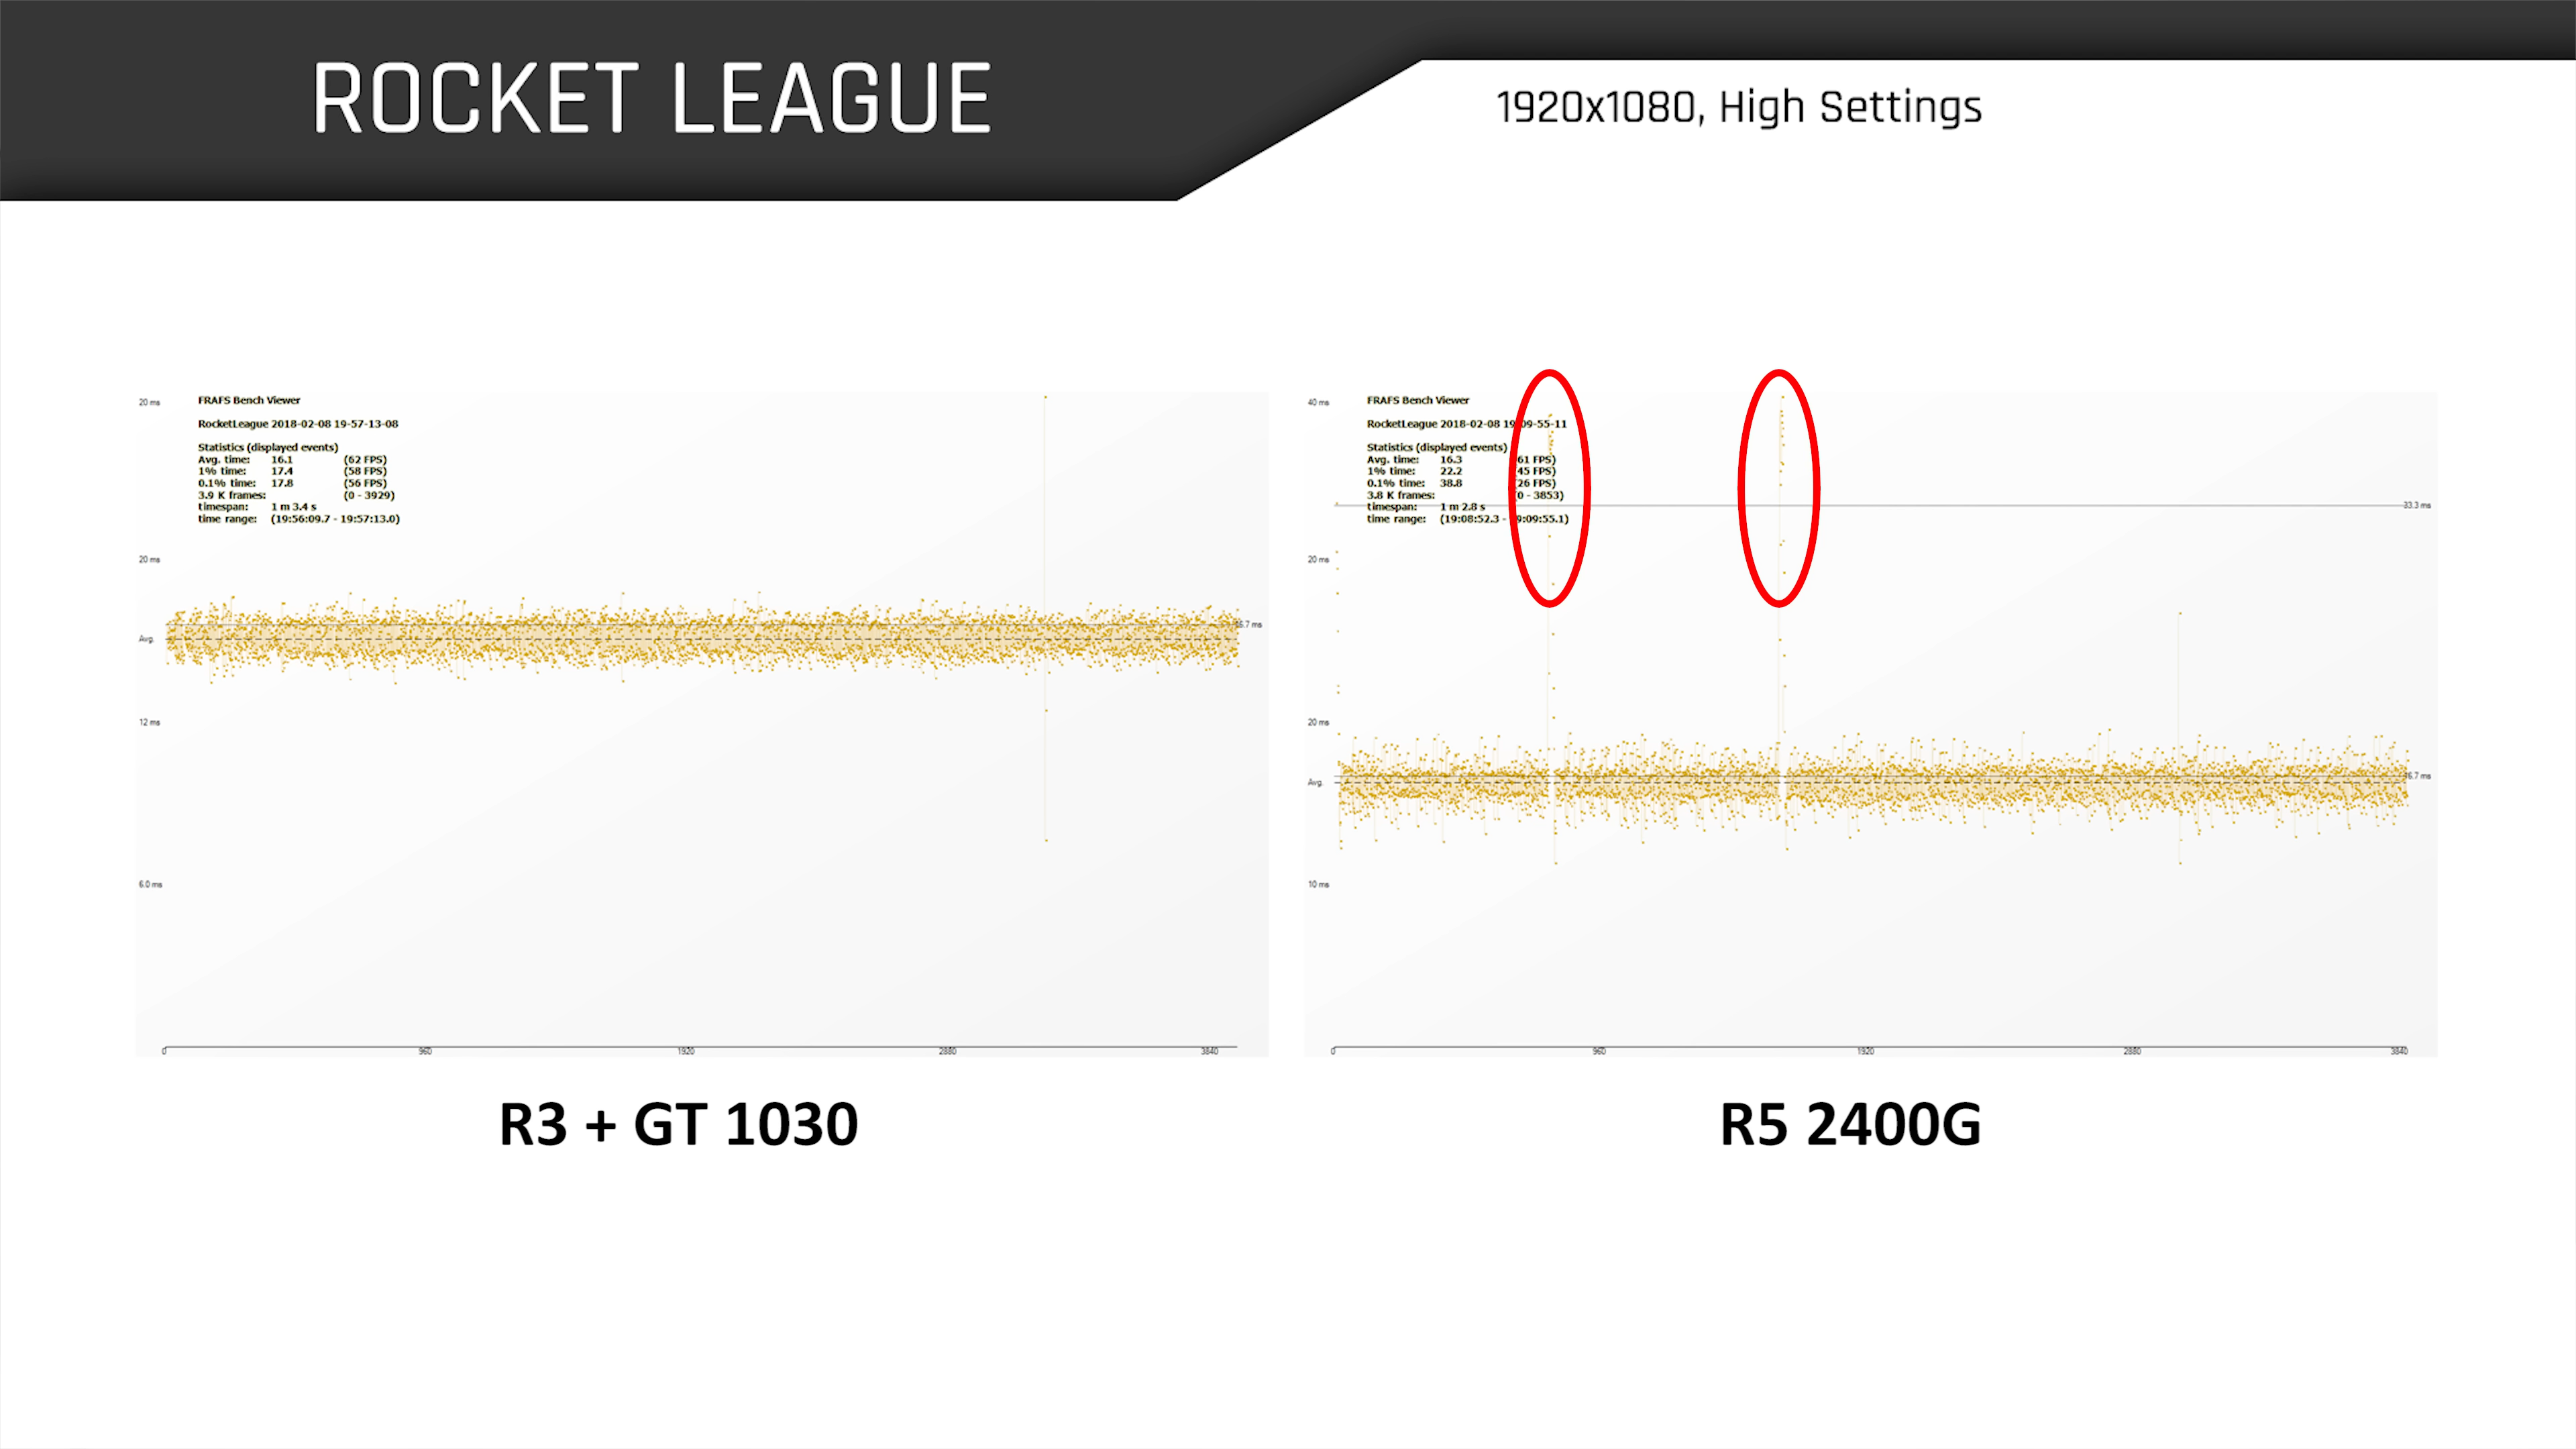 ROCKET LEAGUE
1920x1080, High Settings
20 ms
FRAFS Bench Viewer
RocketLeague 2018-02-08 19-57-13-08
Statistics (displayed events)
Avg. time: 16.1 (62 FPS)
1% time: 17.4 (58 FPS)
0.1% time: 17.8 (56 FPS)
3.9 K frames: (0 - 3929)
timespan: 1 m 3.4 s
time range: (19:56:09.7 - 19:57:13.0)
20 ms
Avg.
12 ms
6.0 ms
0 960 1920 2880 3840
R3 + GT 1030
40 ms
FRAFS Bench Viewer
RocketLeague 2018-02-08 19-09-55-11
Statistics (displayed events)
Avg. time: 16.3 (61 FPS)
1% time: 22.2 (45 FPS)
0.1% time: 38.8 (26 FPS)
3.8 K frames: (0 - 3853)
timespan: 1 m 2.8 s
time range: (19:08:52.3 - 19:09:55.1)
33.3 ms
20 ms
20 ms
Avg.
10 ms
0 960 1920 2880 3840
R5 2400G